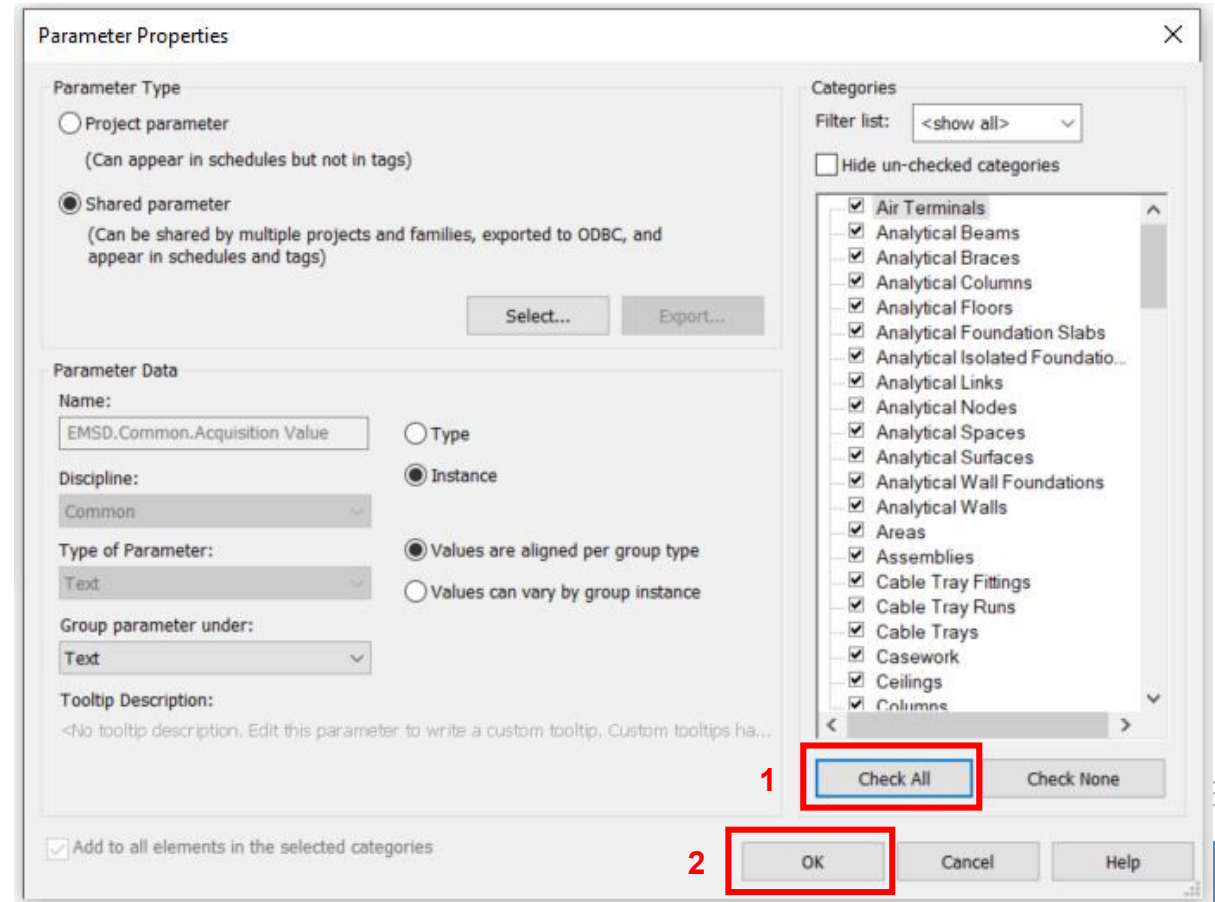 Parameter Properties
Parameter Type
Project parameter
(Can appear in schedules but not in tags)
Shared parameter
(Can be shared by multiple projects and families, exported to ODBC, and
appear in schedules and tags)
Select...
Export...
Parameter Data
Name:
EMSD.Common.Acquisition Value
Type
Discipline:
Instance
Common
Type of Parameter:
Values are aligned per group type
Text
Values can vary by group instance
Group parameter under:
Text
Tooltip Description:
<No tooltip description. Edit this parameter to write a custom tooltip. Custom tooltips ha...
Add to all elements in the selected categories
Categories
Filter list:
<show all>
Hide un-checked categories
Air Terminals
Analytical Beams
Analytical Braces
Analytical Columns
Analytical Floors
Analytical Foundation Slabs
Analytical Isolated Foundatio...
Analytical Links
Analytical Nodes
Analytical Spaces
Analytical Surfaces
Analytical Wall Foundations
Analytical Walls
Areas
Assemblies
Cable Tray Fittings
Cable Tray Runs
Cable Trays
Casework
Ceilings
Columns
1
Check All
Check None
2
OK
Cancel
Help